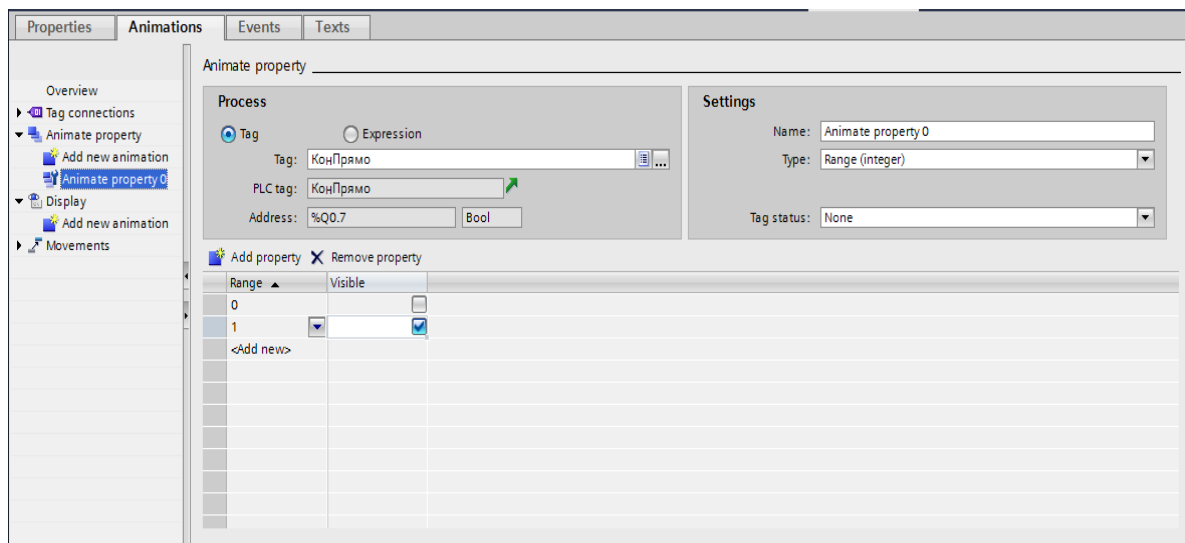 Properties Animations Events Texts
Animate property
Overview
Tag connections
Animate property
Add new animation
Animate property 0
Display
Add new animation
Movements
Process
Tag Expression
Tag: КонПрямо ...
PLC tag: КонПрямо
Address: %Q0.7 Bool
Settings
Name: Animate property 0
Type: Range (integer)
Tag status: None
Add property Remove property
Range Visible
0
1
<Add new>